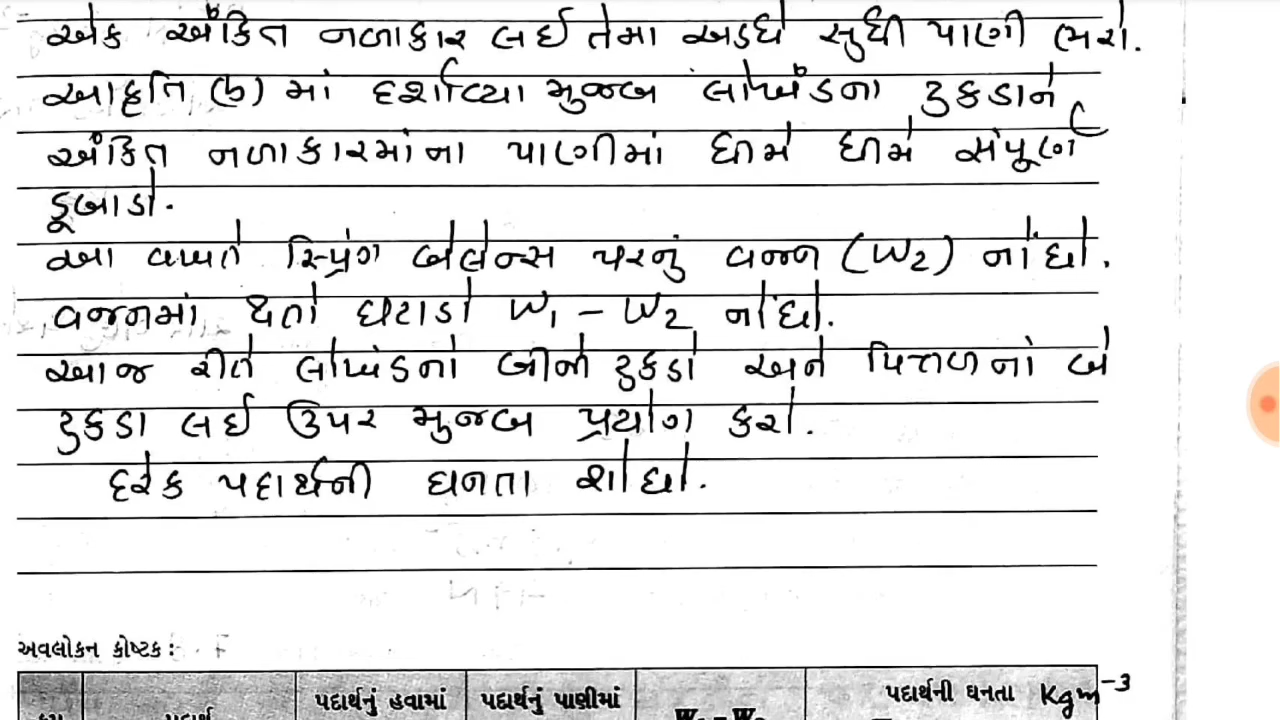 એક અંકિત નળાકાર લઈ તેમા અડધે સુધી પાણી ભરો.
આકૃતિ (b) માં દર્શાવ્યા મુજબ લોખંડના ટુકડાને
અંકિત નળાકારમાંના પાણીમાં ધીમે ધીમે સંપૂર્ણ
ડૂબાડો.
આ વખતે સ્પ્રિંગ બેલેન્સ પરનું વજન (W2) નોંધો.
વજનમાં થતો ઘટાડો W1 - W2 નોંધો.
આજ રીતે લોખંડનો બીજો ટુકડો અને પિત્તળનાં બે
ટુકડા લઈ ઉપર મુજબ પ્રયોગ કરો.
દરેક પદાર્થની ઘનતા શોધો.
અવલોકન કોષ્ટક :
પદાર્થનું હવામાં પદાર્થનું પાણીમાં પદાર્થની ઘનતા Kgm-3